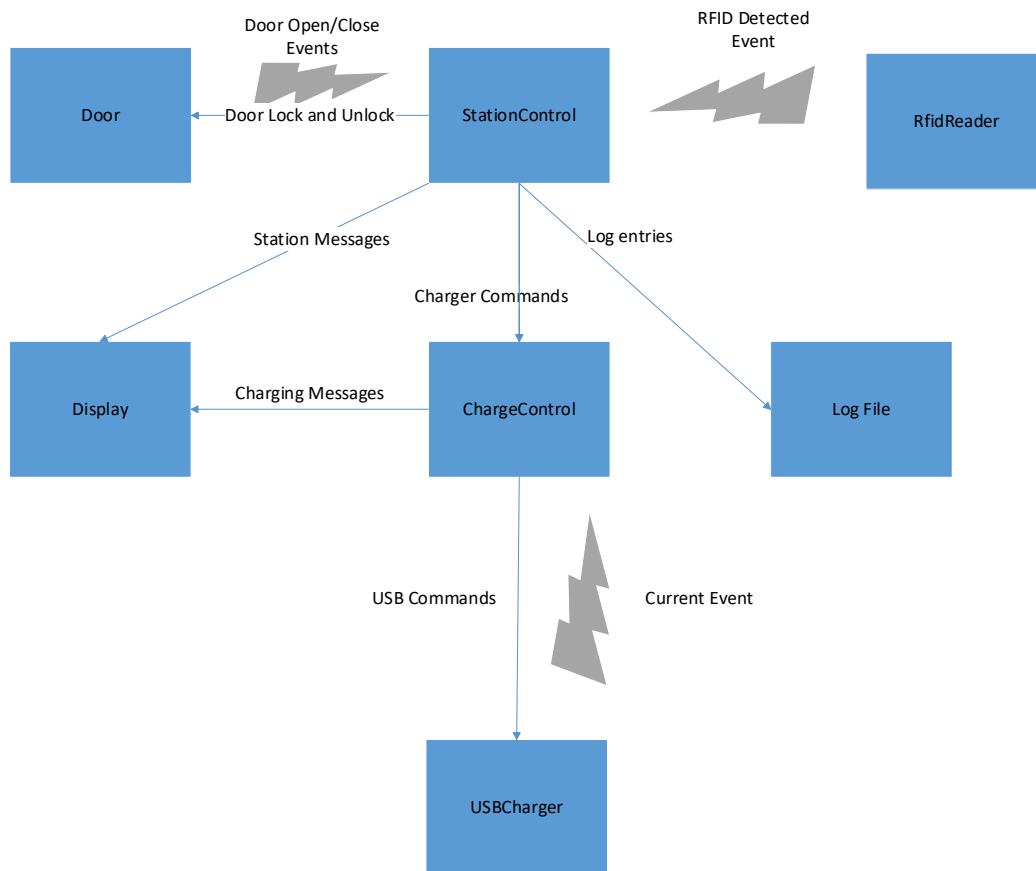 Door Open/Close
Events
RFID Detected
Event
Door
Door Lock and Unlock
StationControl
RfidReader
Station Messages
Log entries
Charger Commands
Display
Charging Messages
ChargeControl
Log File
USB Commands
Current Event
USBCharger